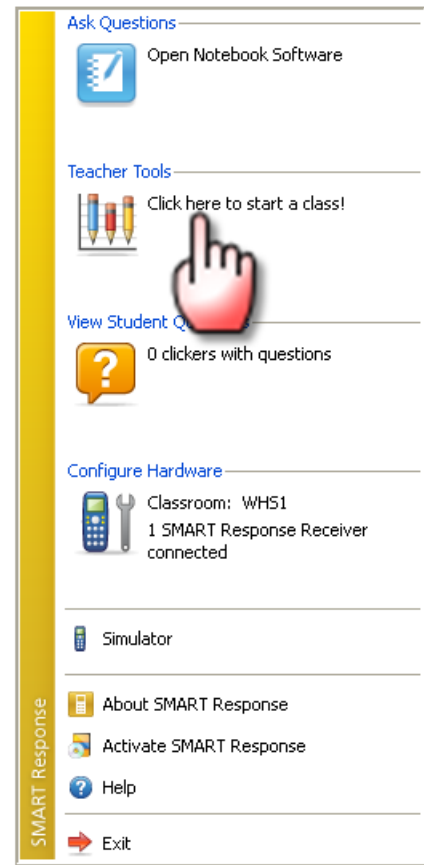 Ask Questions
Open Notebook Software
Teacher Tools
Click here to start a class!
View Student
0 clickers with questions
Configure Hardware
Classroom: WHS1
1 SMART Response Receiver
connected
Simulator
About SMART Response
Activate SMART Response
Help
Exit
SMART Response